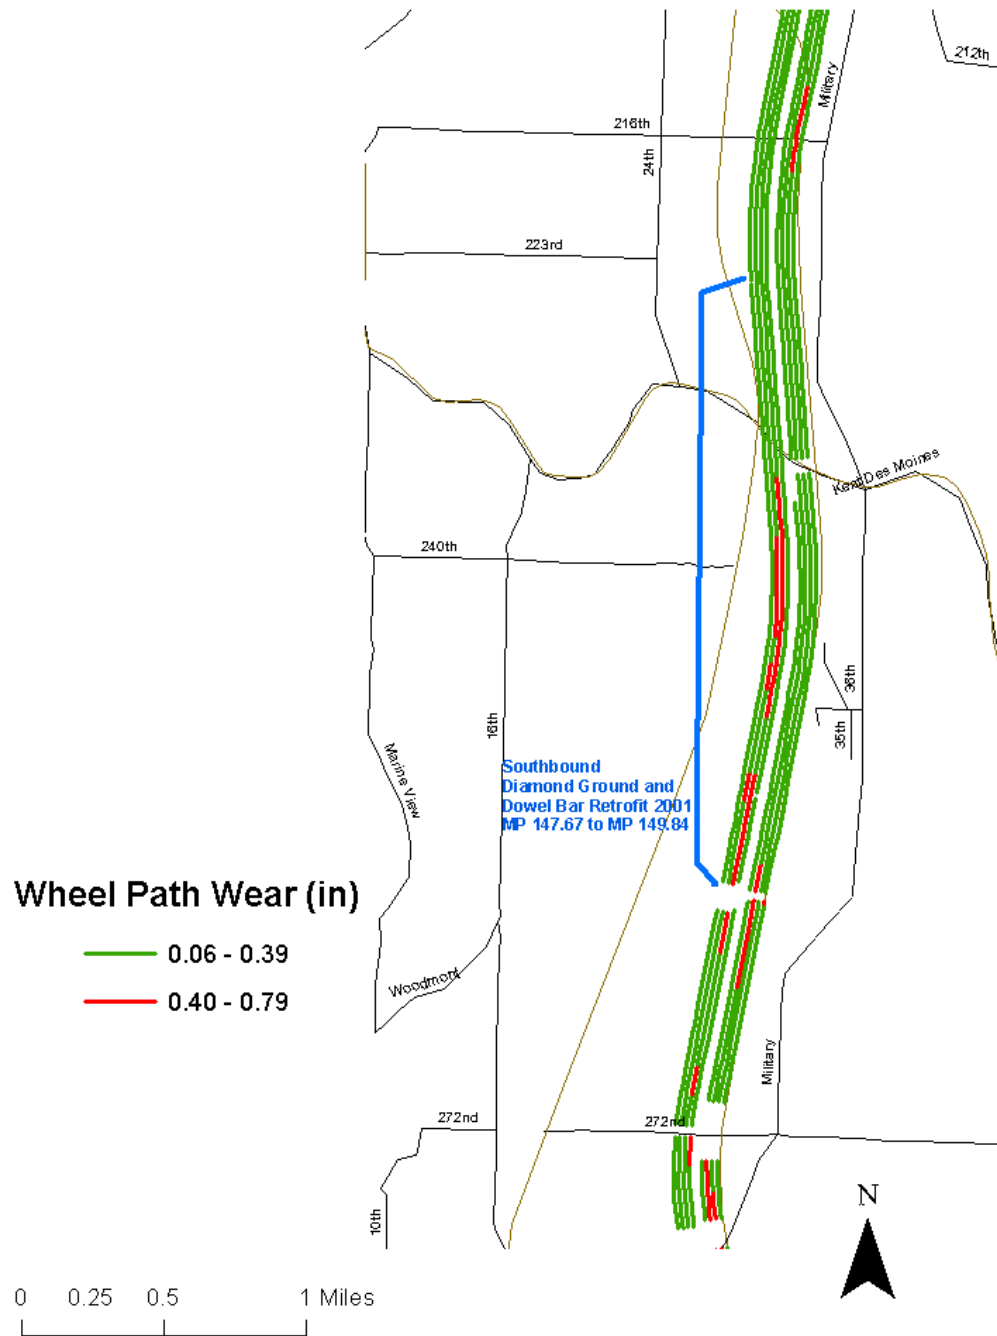 212th
Military
216th
24th
223rd
Kent Des Moines
240th
36th
35th
16th
Marine View
Southbound
Diamond Ground and
Dowel Bar Retrofit 2001
MP 147.67 to MP 149.84
Wheel Path Wear (in)
0.06 - 0.39
0.40 - 0.79
Woodmont
Military
272nd
272nd
10th
N
0 0.25 0.5 1 Miles